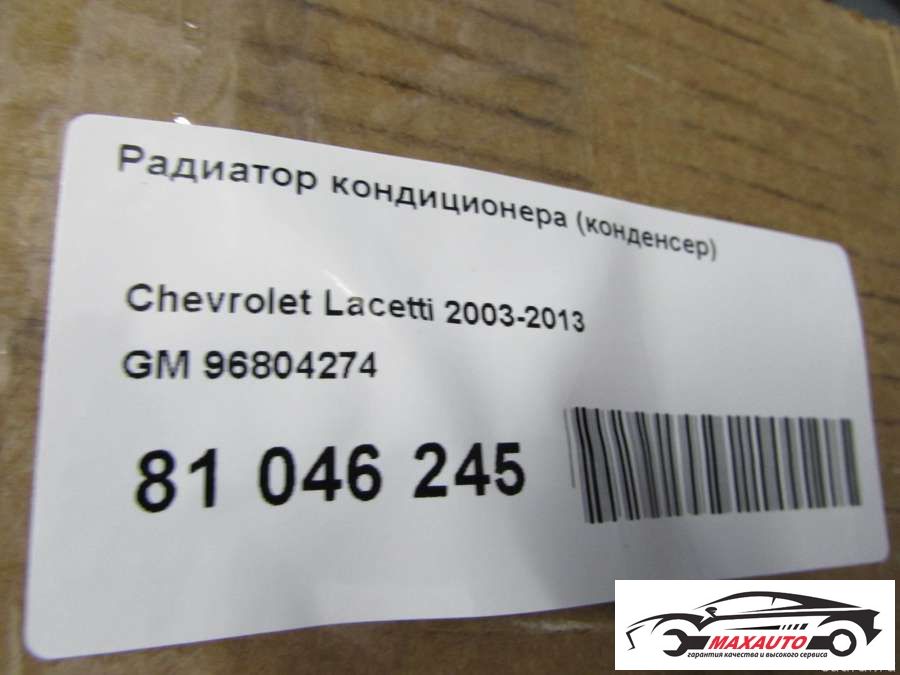 Радиатор кондиционера (конденсер)
Chevrolet Lacetti 2003-2013
GM 96804274
81 046 245
MAXAUTO
гарантия качества и высокого сервиса